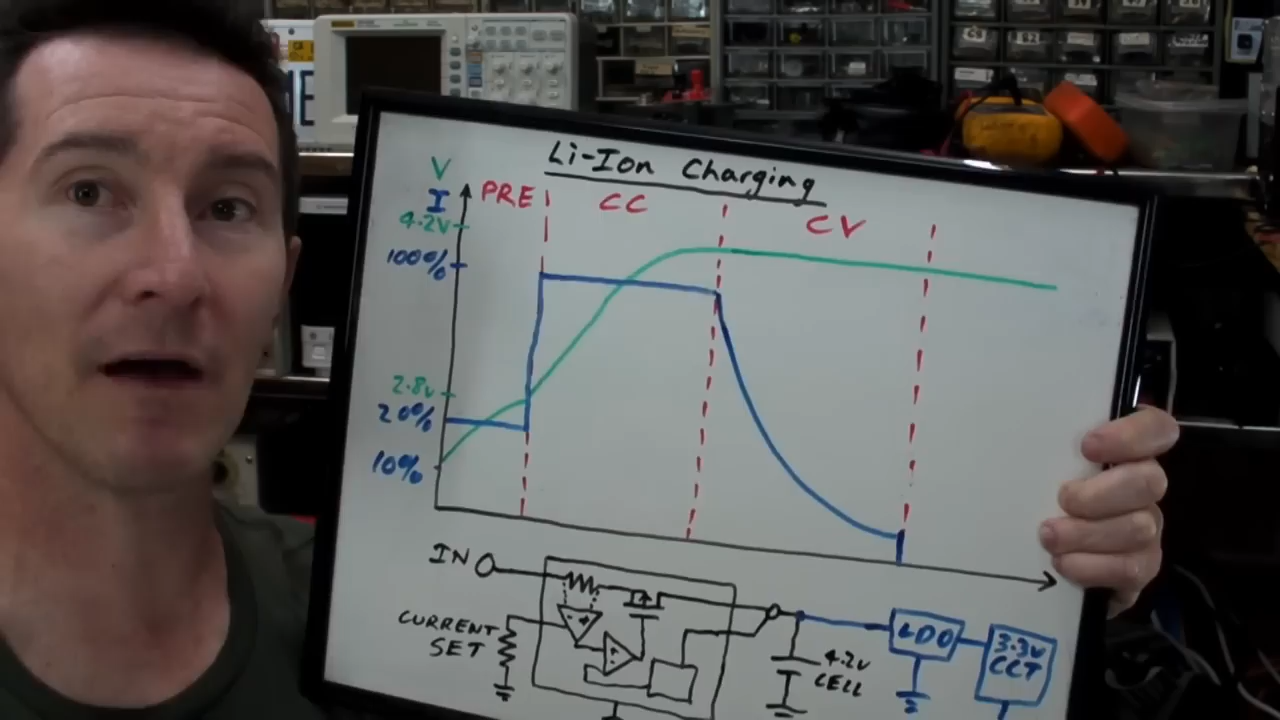 Li-Ion Charging
V
I
PRE
CC
CV
4.2V
100%
2.8V
20%
10%
IN
CURRENT
SET
4.2V
CELL
LDO
3.3V
CCT